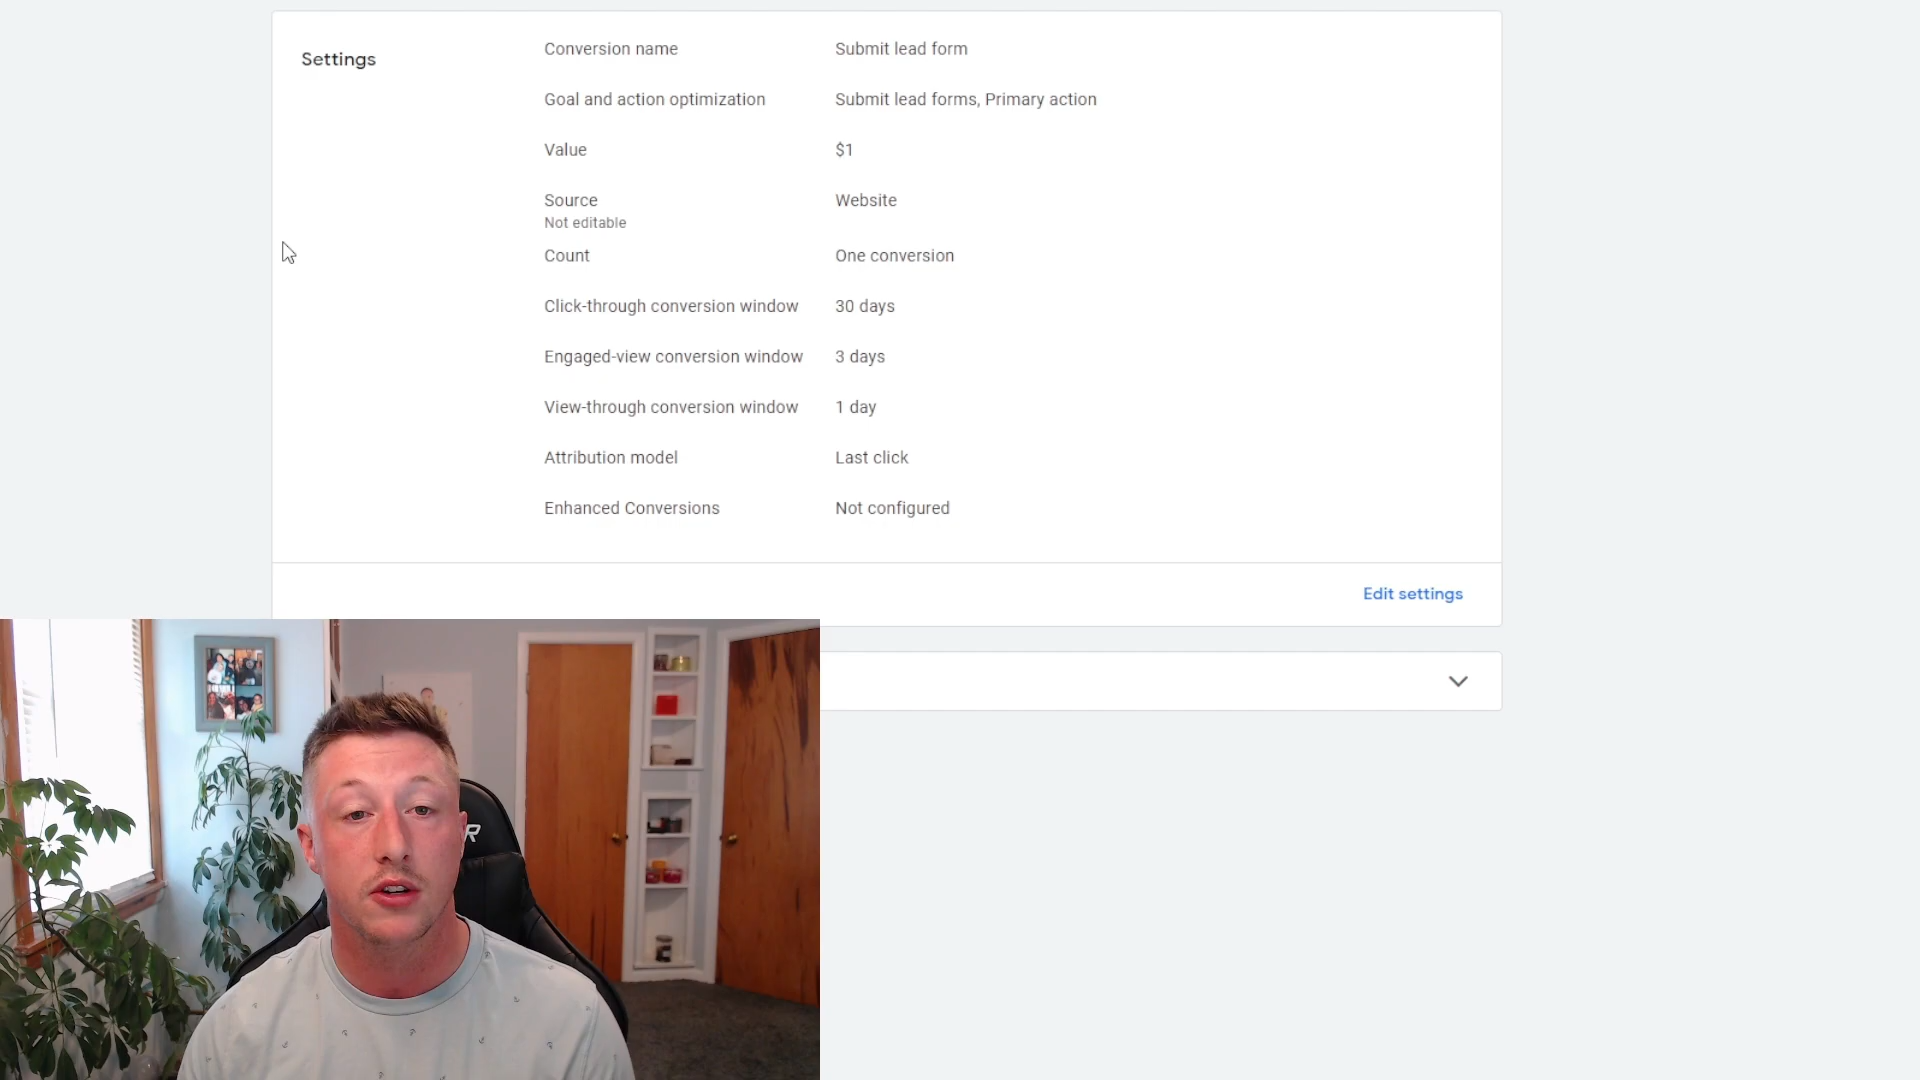 Settings
Conversion name Submit lead form
Goal and action optimization Submit lead forms, Primary action
Value $1
Source Website
Not editable
Count One conversion
Click-through conversion window 30 days
Engaged-view conversion window 3 days
View-through conversion window 1 day
Attribution model Last click
Enhanced Conversions Not configured
Edit settings
R